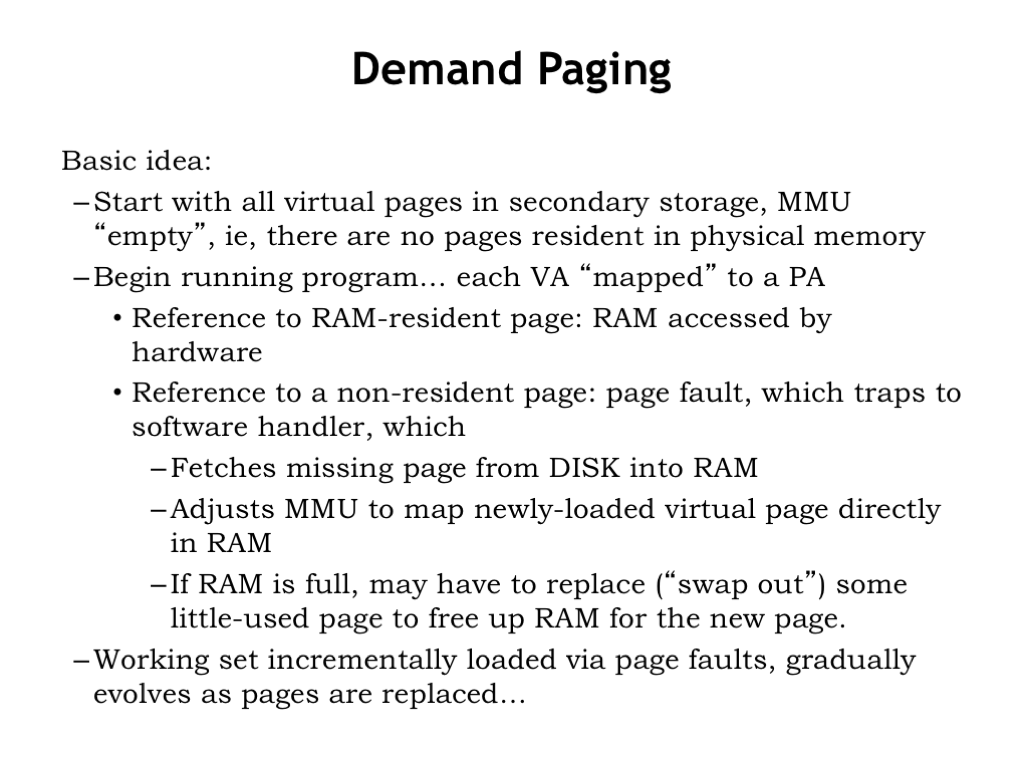 Demand Paging
Basic idea:
–Start with all virtual pages in secondary storage, MMU
“empty”, ie, there are no pages resident in physical memory
–Begin running program… each VA “mapped” to a PA
• Reference to RAM-resident page: RAM accessed by
hardware
• Reference to a non-resident page: page fault, which traps to
software handler, which
–Fetches missing page from DISK into RAM
–Adjusts MMU to map newly-loaded virtual page directly
in RAM
–If RAM is full, may have to replace (“swap out”) some
little-used page to free up RAM for the new page.
–Working set incrementally loaded via page faults, gradually
evolves as pages are replaced…